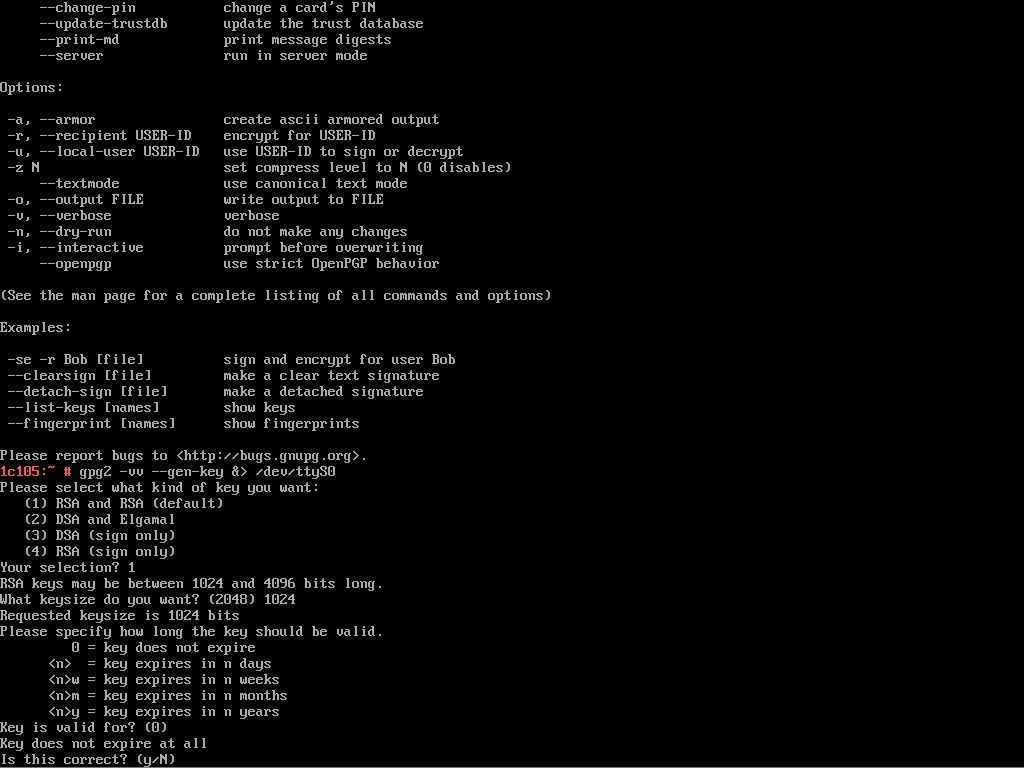 --change-pin change a card's PIN
--update-trustdb update the trust database
--print-md print message digests
--server run in server mode
Options:
-a, --armor create ascii armored output
-r, --recipient USER-ID encrypt for USER-ID
-u, --local-user USER-ID use USER-ID to sign or decrypt
-z N set compress level to N (0 disables)
--textmode use canonical text mode
-o, --output FILE write output to FILE
-v, --verbose verbose
-n, --dry-run do not make any changes
-i, --interactive prompt before overwriting
--openpgp use strict OpenPGP behavior
(See the man page for a complete listing of all commands and options)
Examples:
-se -r Bob [file] sign and encrypt for user Bob
--clearsign [file] make a clear text signature
--detach-sign [file] make a detached signature
--list-keys [names] show keys
--fingerprint [names] show fingerprints
Please report bugs to <http://bugs.gnupg.org>.
1c105:~ # gpg2 -vv --gen-key &> /dev/ttyS0
Please select what kind of key you want:
(1) RSA and RSA (default)
(2) DSA and Elgamal
(3) DSA (sign only)
(4) RSA (sign only)
Your selection? 1
RSA keys may be between 1024 and 4096 bits long.
What keysize do you want? (2048) 1024
Requested keysize is 1024 bits
Please specify how long the key should be valid.
0 = key does not expire
<n> = key expires in n days
<n>w = key expires in n weeks
<n>m = key expires in n months
<n>y = key expires in n years
Key is valid for? (0)
Key does not expire at all
Is this correct? (y/N)